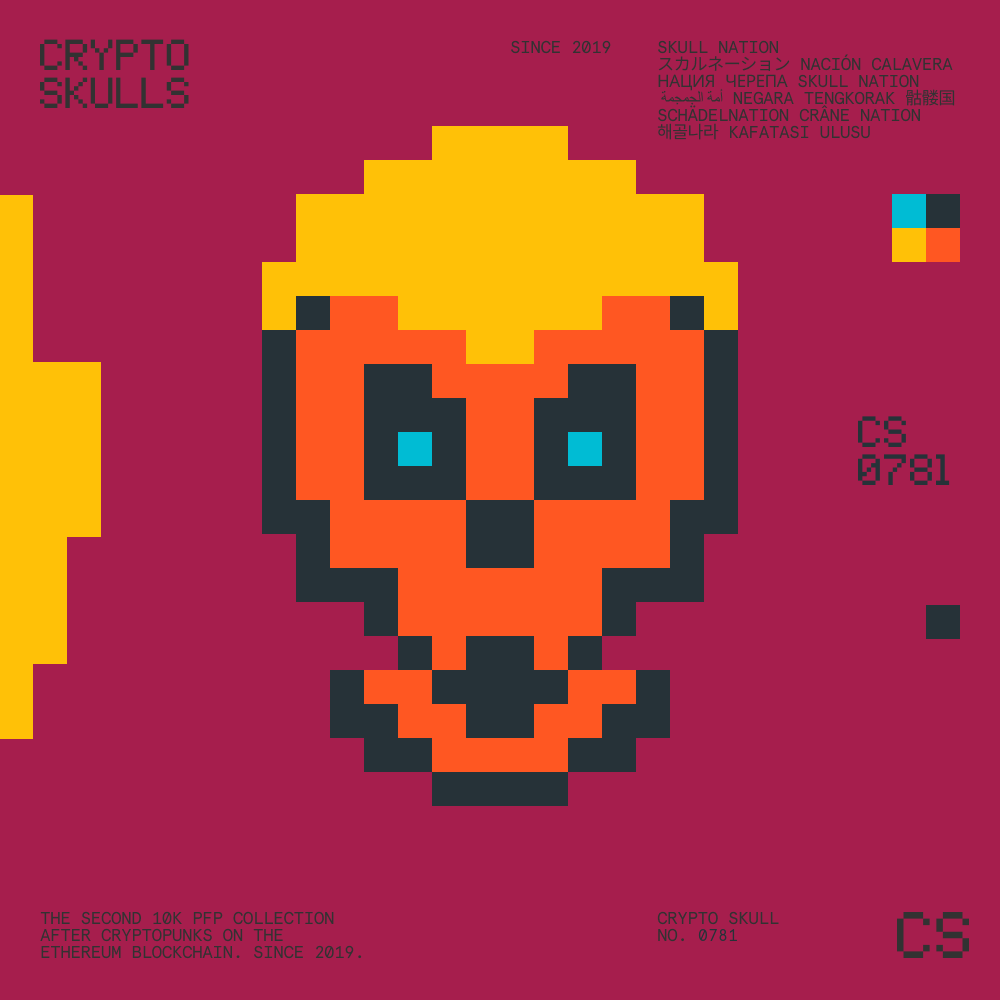 CRYPTO
SKULLS
SINCE 2019
SKULL NATION
スカルネーション NACIÓN CALAVERA
НАЦИЯ ЧЕРЕПА SKULL NATION
أمة الجمجمة NEGARA TENGKORAK 骷髅国
SCHÄDELNATION CRÂNE NATION
해골나라 KAFATASI ULUSU
CS
0781
THE SECOND 10K PFP COLLECTION
AFTER CRYPTOPUNKS ON THE
ETHEREUM BLOCKCHAIN. SINCE 2019.
CRYPTO SKULL
NO. 0781
CS